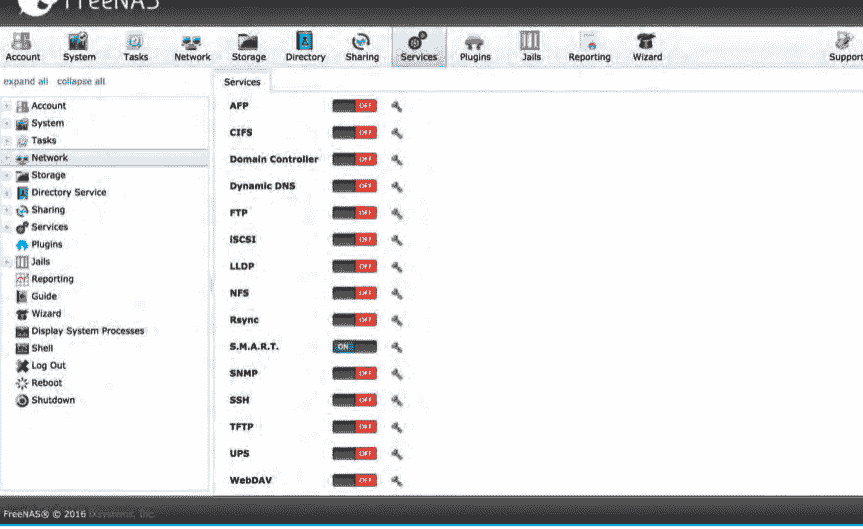 FreeNAS
Account System Tasks Network Storage Directory Sharing Services Plugins Jails Reporting Wizard Support
expand all collapse all
Services
Account
System
Tasks
Network
Storage
Directory Service
Sharing
Services
Plugins
Jails
Reporting
Guide
Wizard
Display System Processes
Shell
Log Out
Reboot
Shutdown
AFP OFF
CIFS OFF
Domain Controller OFF
Dynamic DNS OFF
FTP OFF
iSCSI OFF
LLDP OFF
NFS OFF
Rsync OFF
S.M.A.R.T. ON
SNMP OFF
SSH OFF
TFTP OFF
UPS OFF
WebDAV OFF
FreeNAS® © 2016 iXsystems, Inc.